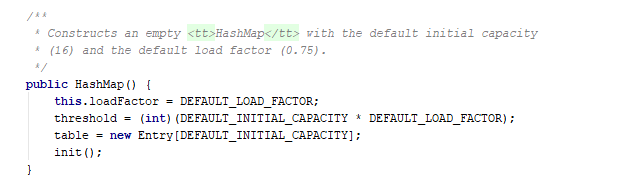 /**
 * Constructs an empty <tt>HashMap</tt> with the default initial capacity
 * (16) and the default load factor (0.75).
 */
public HashMap() {
    this.loadFactor = DEFAULT_LOAD_FACTOR;
    threshold = (int)(DEFAULT_INITIAL_CAPACITY * DEFAULT_LOAD_FACTOR);
    table = new Entry[DEFAULT_INITIAL_CAPACITY];
    init();
}